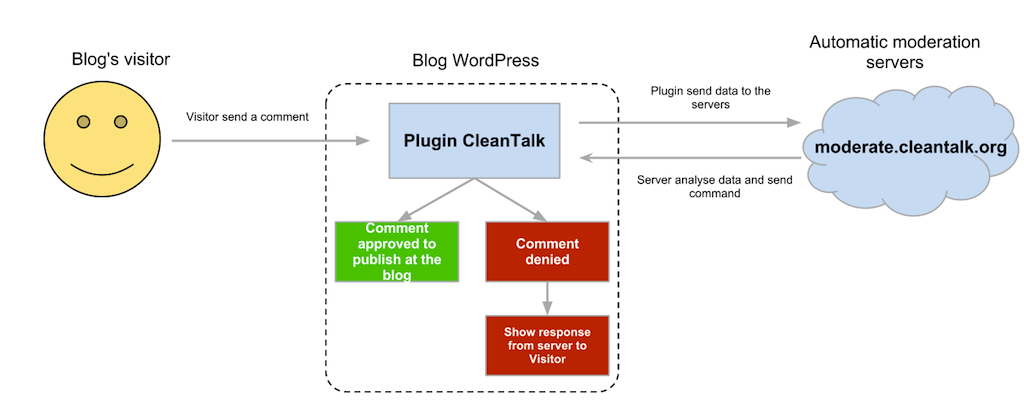 Blog's visitor
Visitor send a comment
Blog WordPress
Plugin CleanTalk
Comment
approved to
publish at the
blog
Comment
denied
Show response
from server to
Visitor
Plugin send data to the
servers
Server analyse data and send
command
Automatic moderation
servers
moderate.cleantalk.org